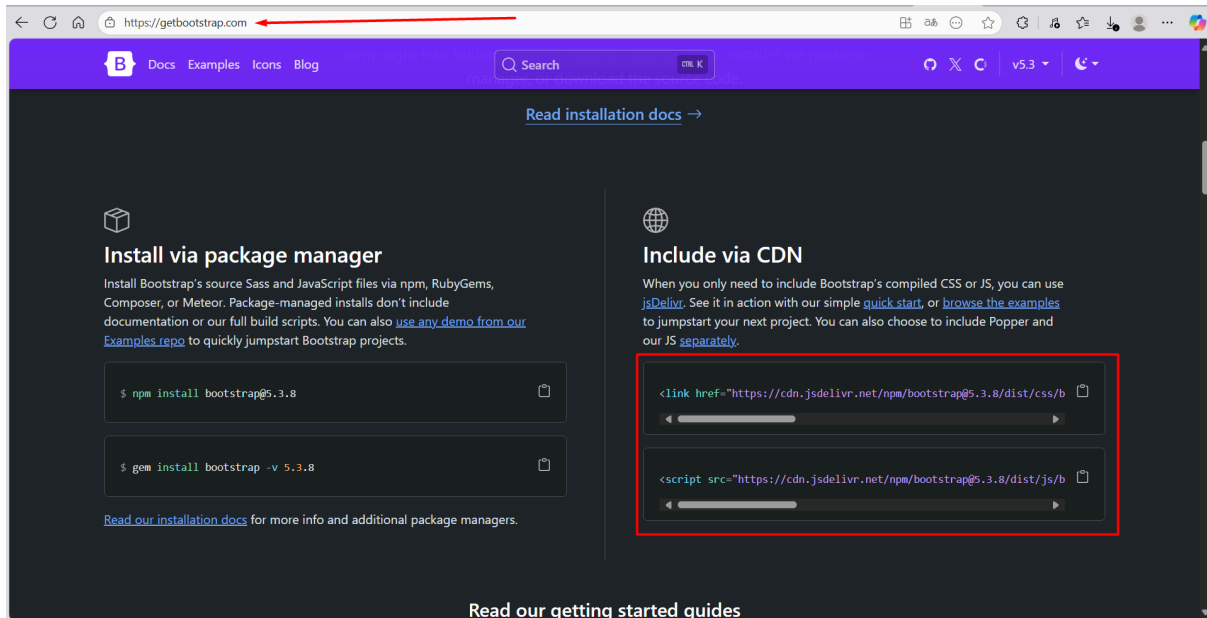 https://getbootstrap.com
B Docs Examples Icons Blog
Search CTRL K
v5.3
manager, or download the source code.
Read installation docs →
Install via package manager
Install Bootstrap's source Sass and JavaScript files via npm, RubyGems,
Composer, or Meteor. Package-managed installs don't include
documentation or our full build scripts. You can also use any demo from our
Examples repo to quickly jumpstart Bootstrap projects.
$ npm install bootstrap@5.3.8
$ gem install bootstrap -v 5.3.8
Read our installation docs for more info and additional package managers.
Include via CDN
When you only need to include Bootstrap's compiled CSS or JS, you can use
jsDelivr. See it in action with our simple quick start, or browse the examples
to jumpstart your next project. You can also choose to include Popper and
our JS separately.
<link href="https://cdn.jsdelivr.net/npm/bootstrap@5.3.8/dist/css/b
<script src="https://cdn.jsdelivr.net/npm/bootstrap@5.3.8/dist/js/b
Read our getting started guides